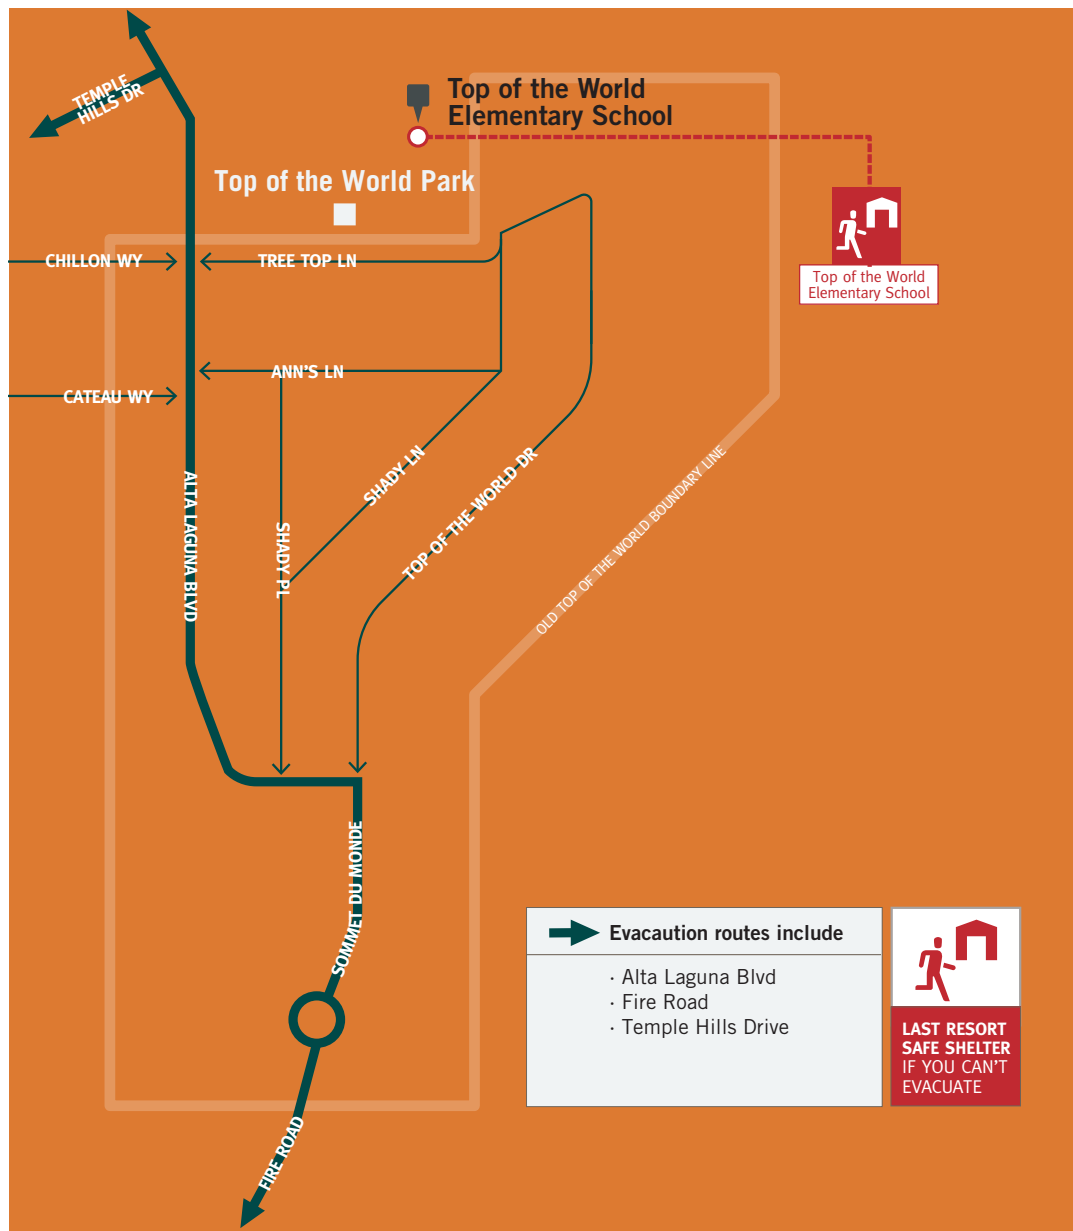 TEMPLE
HILLS DR
Top of the World
Elementary School
Top of the World Park
CHILLON WY
TREE TOP LN
Top of the World
Elementary School
ANN'S LN
CATEAU WY
ALTA LAGUNA BLVD
SHADY PL
SHADY LN
TOP OF THE WORLD DR
OLD TOP OF THE WORLD BOUNDARY LINE
SOMMET DU MONDE
FIRE ROAD
Evacaution routes include
· Alta Laguna Blvd
· Fire Road
· Temple Hills Drive
LAST RESORT
SAFE SHELTER
IF YOU CAN'T
EVACUATE